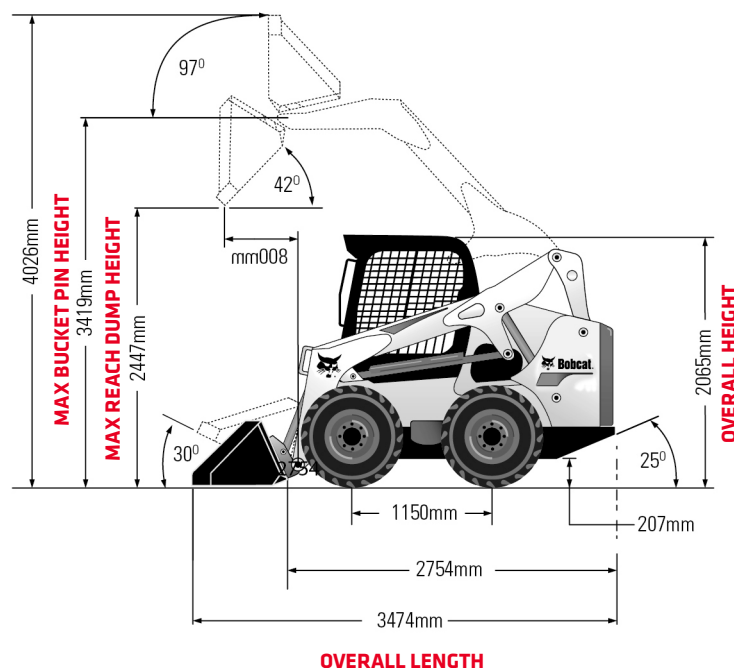 97⁰
42⁰
mm008
4026mm
MAX BUCKET PIN HEIGHT
3419mm
MAX REACH DUMP HEIGHT
2447mm
Bobcat
2065mm
OVERALL HEIGHT
30⁰
25⁰
1150mm
207mm
2754mm
3474mm
OVERALL LENGTH